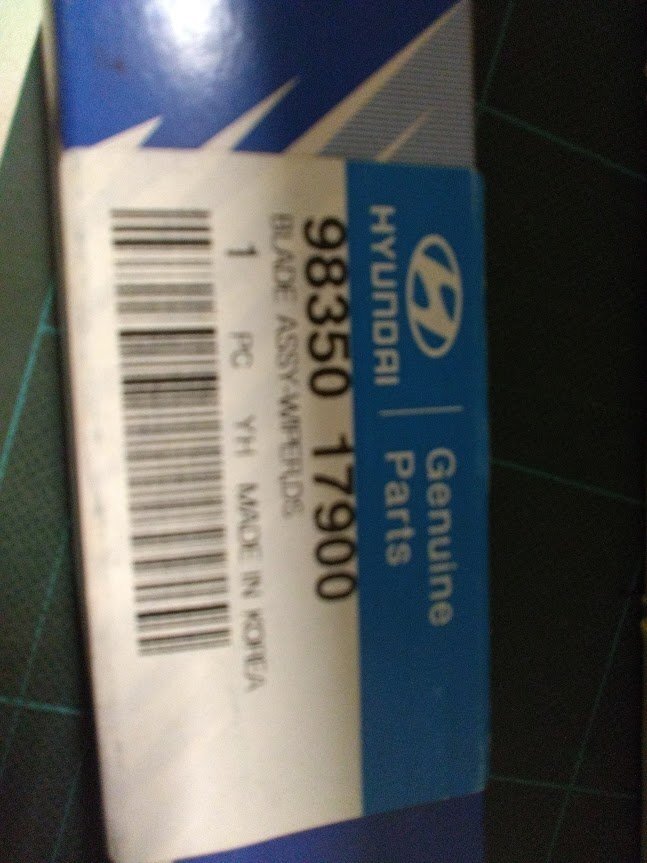 HYUNDAI
Genuine
Parts
98350 17900
BLADE ASSY-WIPER,DS
1 PC YH MADE IN KOREA